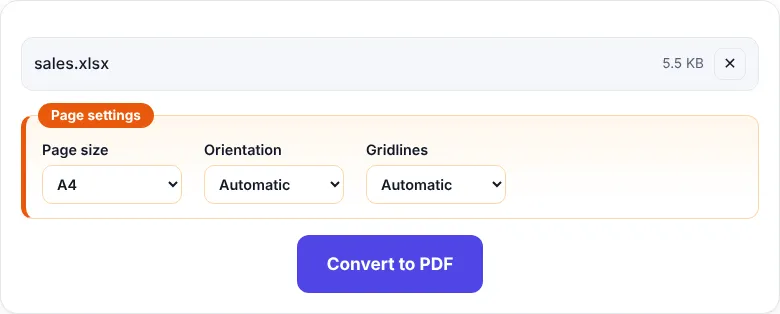 sales.xlsx 5.5 KB ✕
Page settings
Page size Orientation Gridlines
A4 Automatic Automatic
Convert to PDF